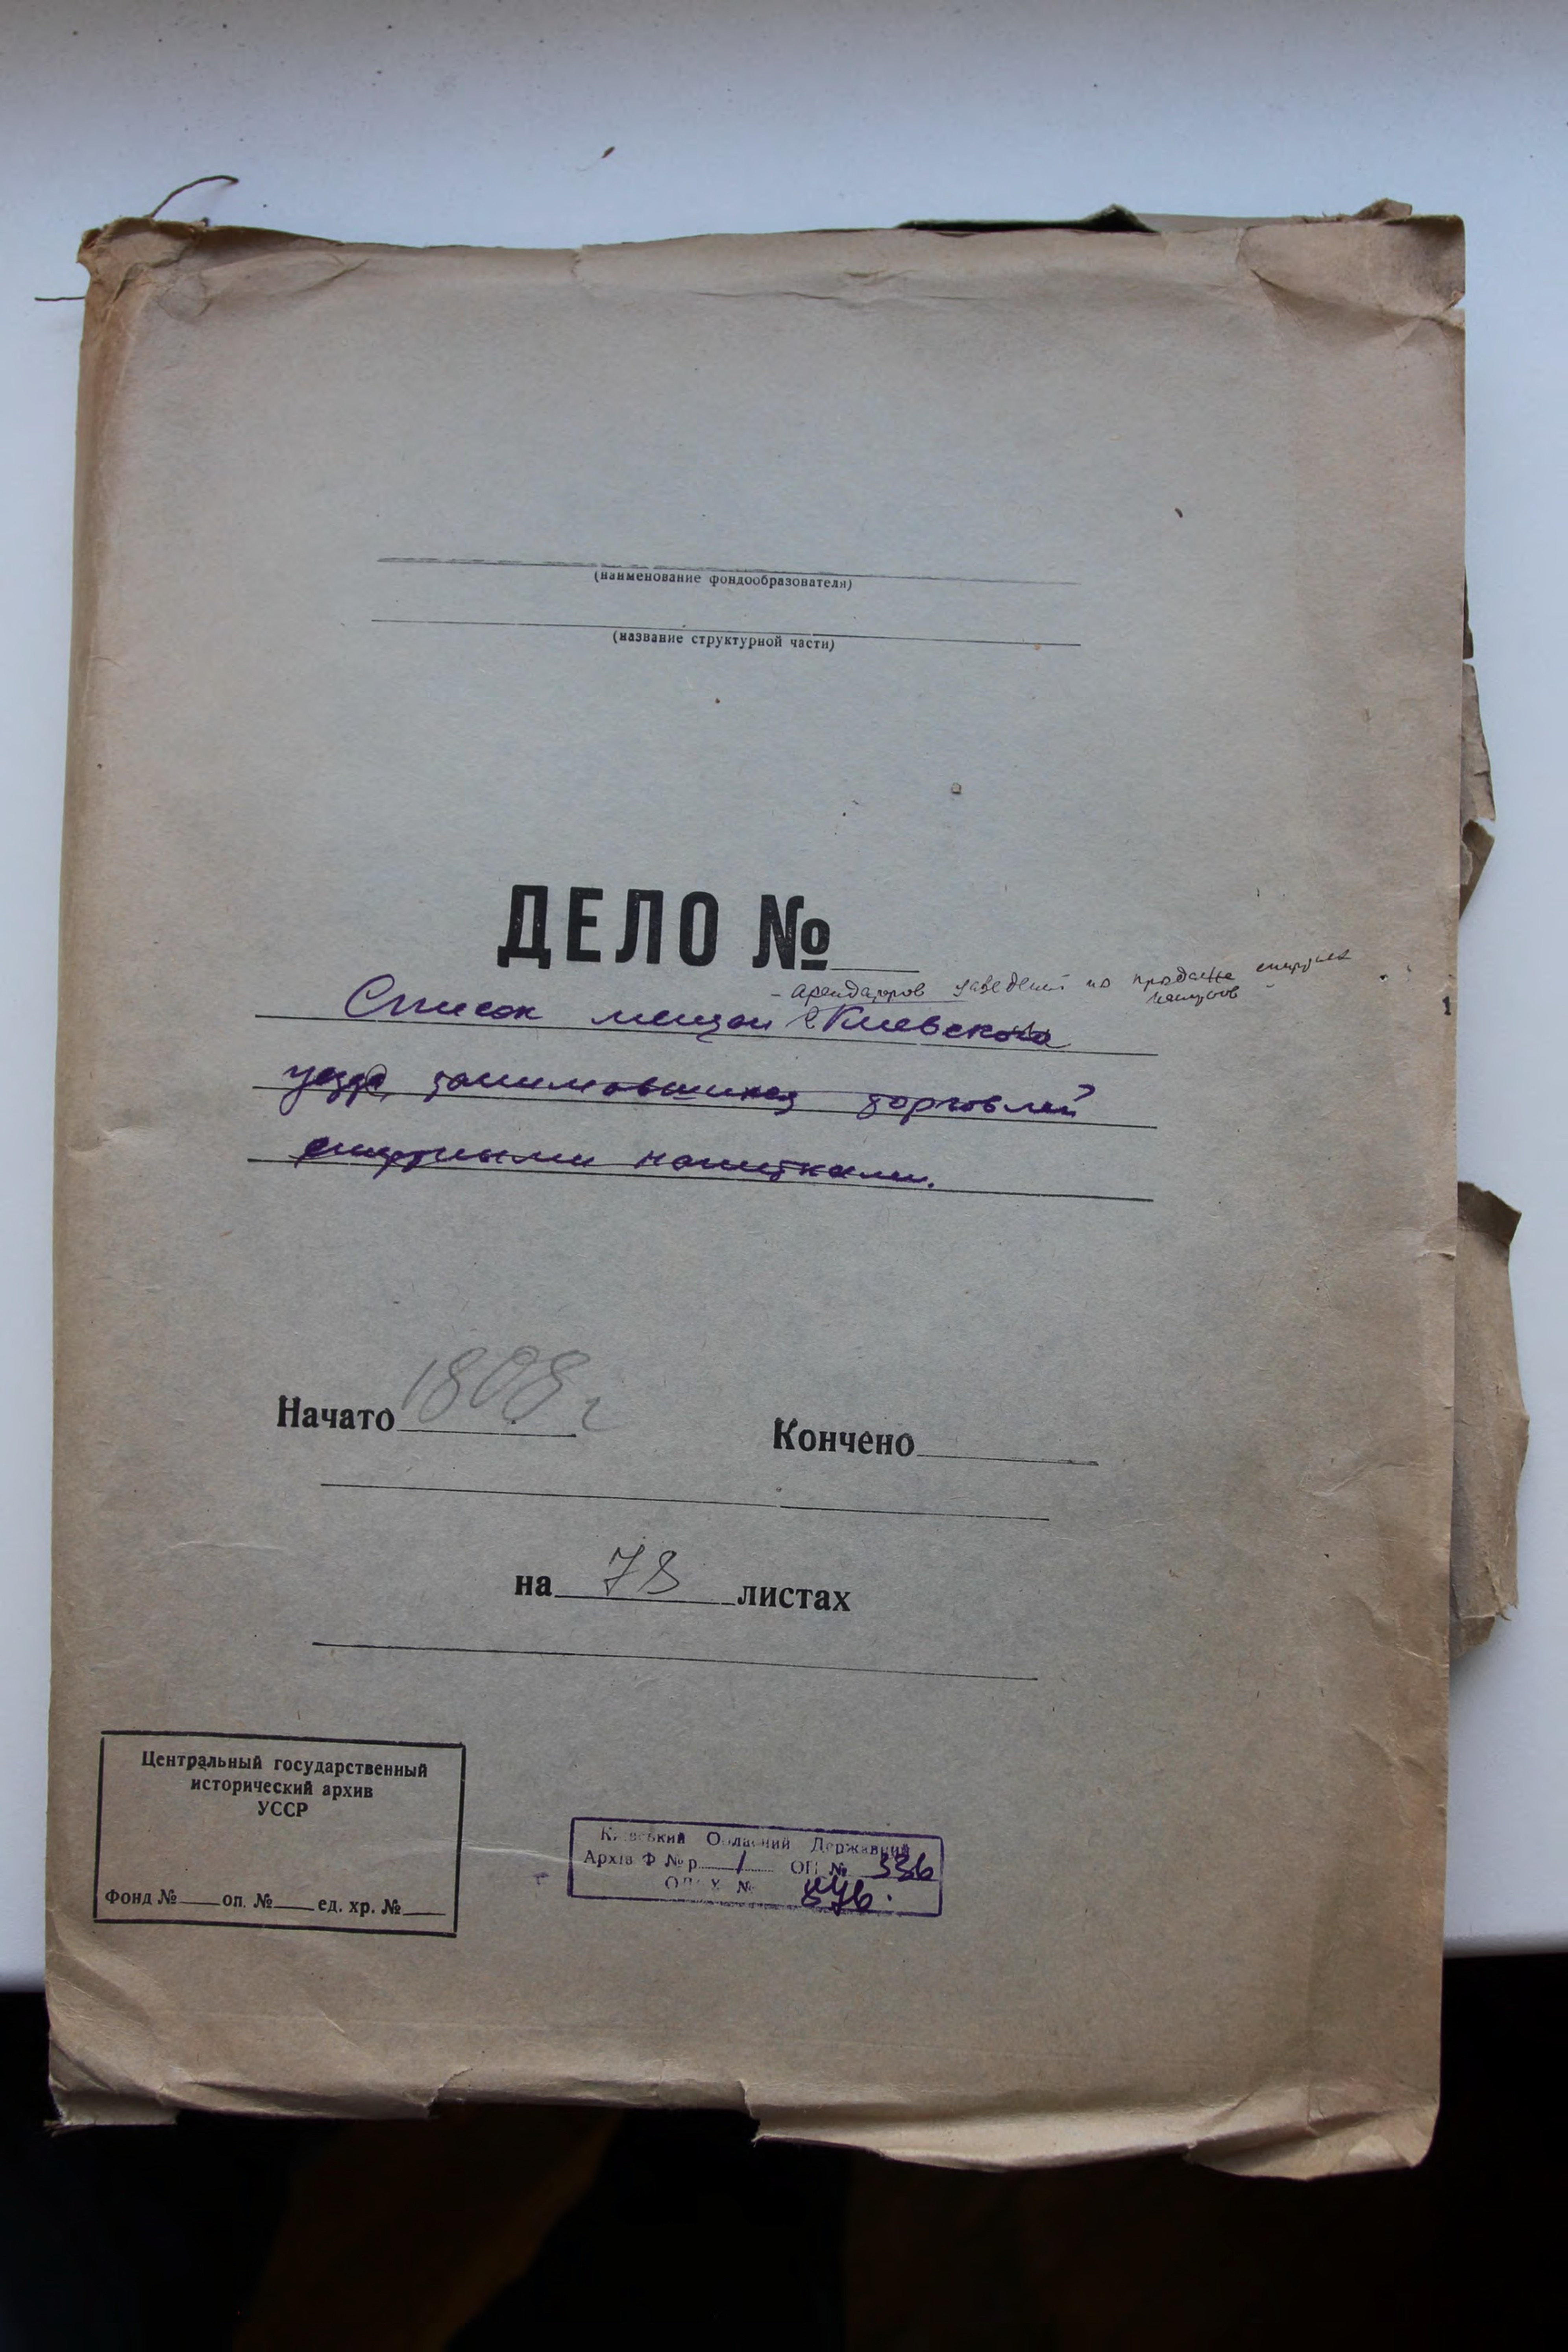 (наименование фондообразователя)
(название структурной части)
ДЕЛО №
- арендаторов заведений по продаже спиртных
напитков
Список мещан г. Киевского
уезда, занимавшихся торговлей
спиртными напитками.
Начато 1808 г
Кончено
на 78 листах
Центральный государственный
исторический архив
УССР
Фонд № оп. № ед. хр. №
Київський Обласний Державний
Архів Ф № р 1 ОП № 336
№